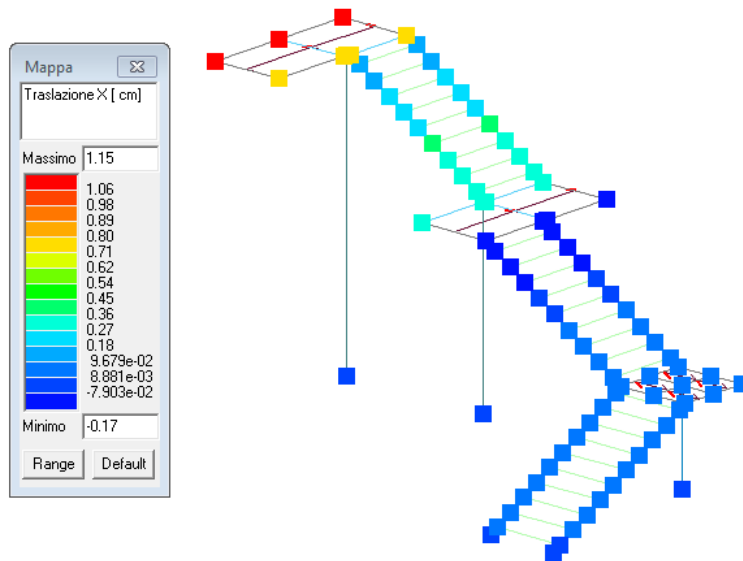 Mappa
Traslazione X [ cm]
Massimo 1.15
1.06
0.98
0.89
0.80
0.71
0.62
0.54
0.45
0.36
0.27
0.18
9.679e-02
8.881e-03
-7.903e-02
Minimo -0.17
Range Default